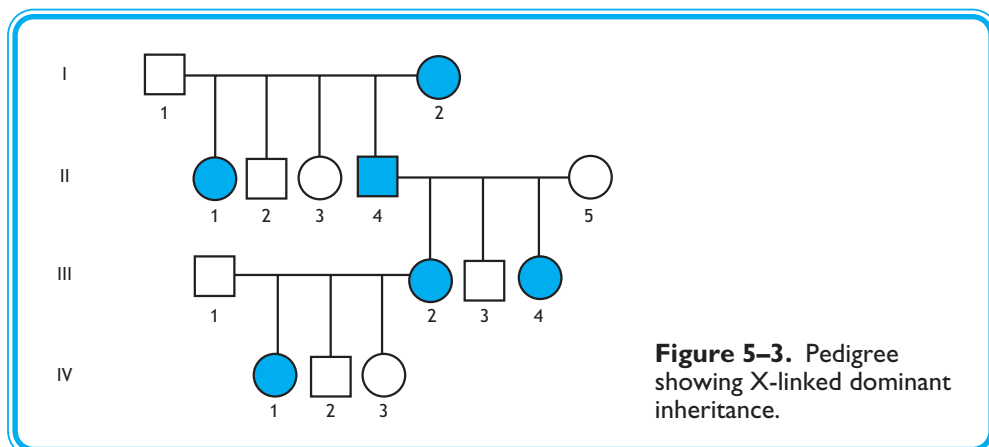 I
1
2
II
1 2 3 4 5
III
1 2 3 4
Figure 5–3. Pedigree
showing X-linked dominant
inheritance.
IV
1 2 3